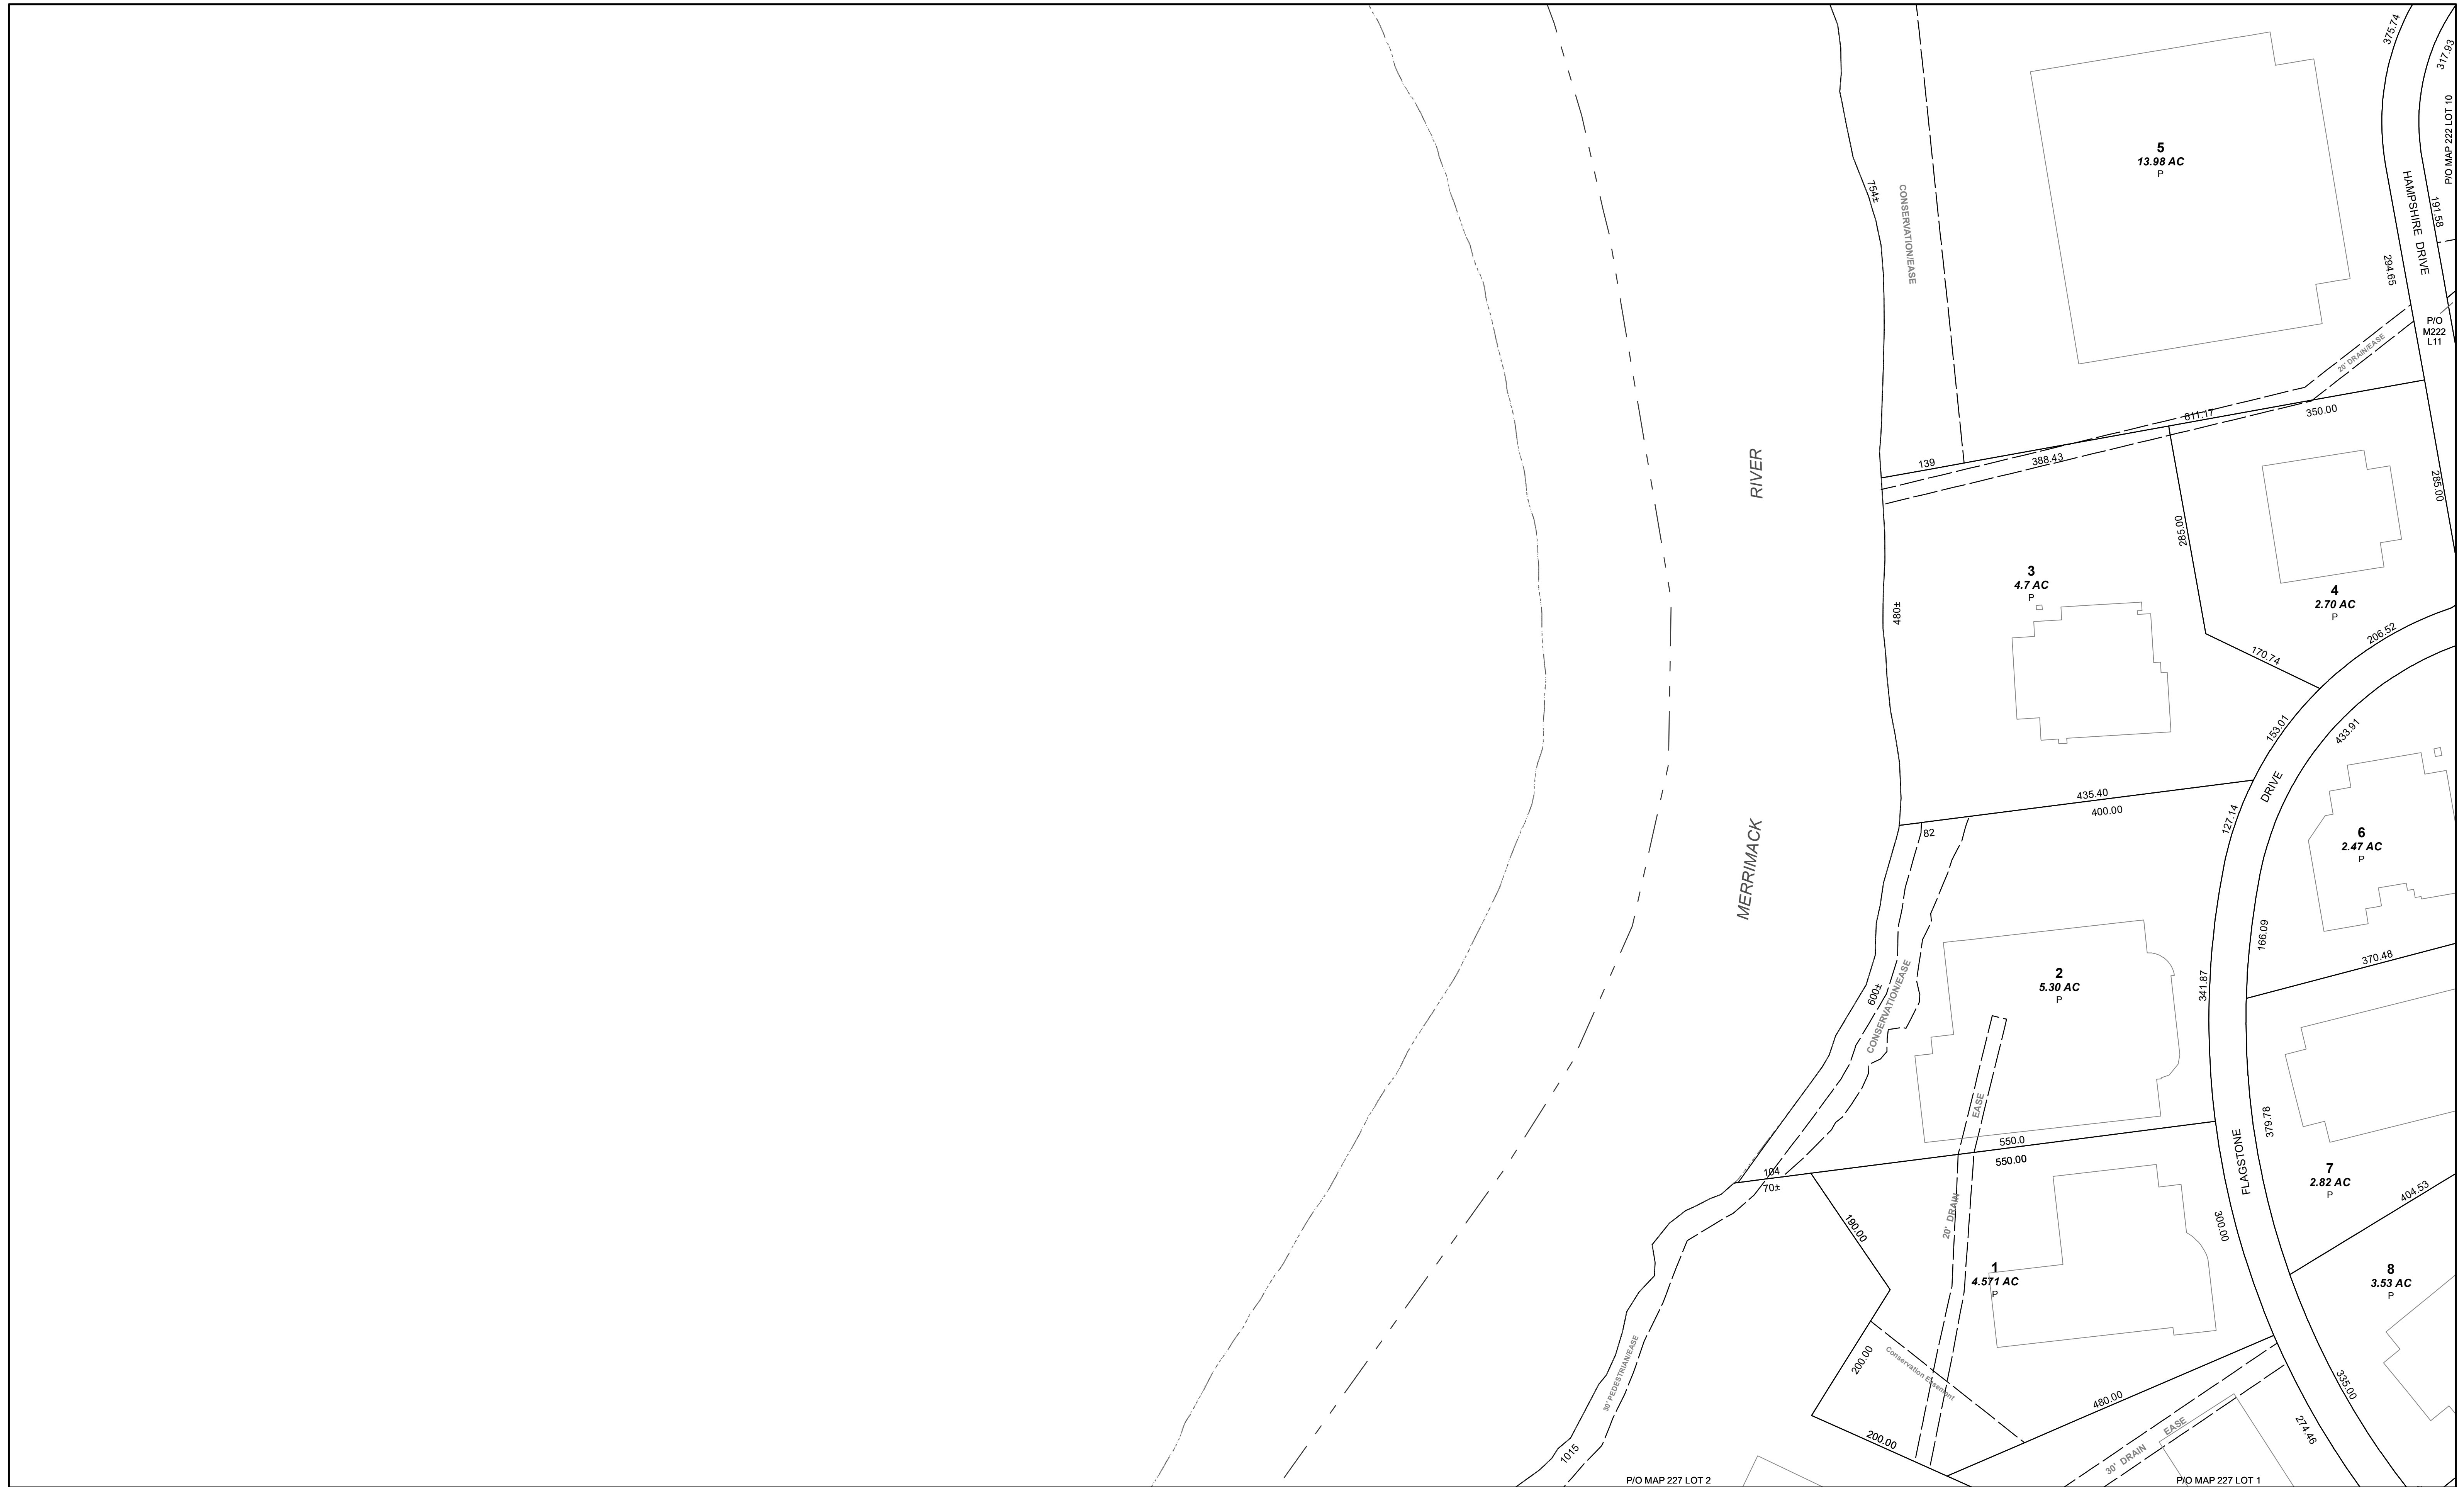 375.74
317.93
P/O MAP 222 LOT 10
5
13.98 AC
P
754±
CONSERVATION/EASE
HAMPSHIRE DRIVE
191.58
294.65
P/O
M222
L11
20' DRAIN/EASE
611.17
350.00
139
388.43
RIVER
285.00
285.00
3
4.7 AC
P
4
2.70 AC
P
480±
206.52
170.74
153.01
433.91
DRIVE
435.40
400.00
127.14
82
6
2.47 AC
P
MERRIMACK
166.09
370.48
2
5.30 AC
P
341.87
600±
CONSERVATION/EASE
EASE
379.78
550.0
550.00
FLAGSTONE
104
70±
7
2.82 AC
P
404.53
190.00
20' DRAIN
300.00
1
4.571 AC
P
8
3.53 AC
P
200.00
Conservation Easement
30' PEDESTRIAN/EASE
335.00
480.00
274.46
200.00
30' DRAIN EASE
1015
P/O MAP 227 LOT 2
P/O MAP 227 LOT 1